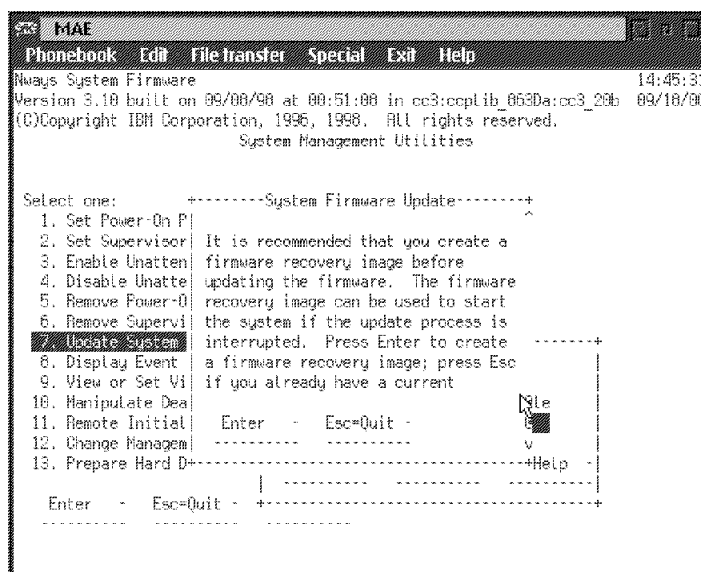 MAE
Phonebook Edit File Transfer Special Exit Help
Nways System Firmware 14:45:3
Version 3.10 built on 09/08/98 at 00:51:08 in cc3:ccplib_063Da:cc3_20b 09/18/0
(C)Copyright IBM Corporation, 1996, 1998. All rights reserved.
System Management Utilities
Select one: +--------System Firmware Update--------+
1. Set Power-On P| ^
2. Set Supervisor| It is recommended that you create a
3. Enable Unatten| firmware recovery image before
4. Disable Unatte| updating the firmware. The firmware
5. Remove Power-O| recovery image can be used to start
6. Remove Supervi| the system if the update process is
7. Update System | interrupted. Press Enter to create -------+
8. Display Event | a firmware recovery image; press Esc |
9. View or Set Vi| if you already have a current |
10. Manipulate Dea| le |
11. Remote Initial| Enter - Esc=Quit - |
12. Change Managem| ---------- ---------- v |
13. Prepare Hard D+--------------------------------------+Help -|
| ---------- ---------- ----------|
Enter - Esc=Quit - +---------------------------------------+
---------- ---------- ----------